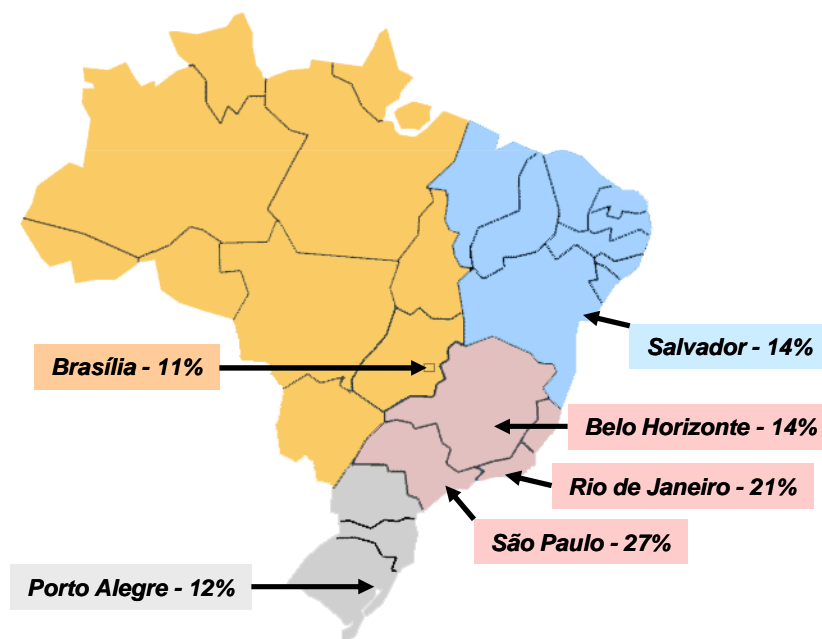 Salvador - 14%
Brasília - 11%
Belo Horizonte - 14%
Rio de Janeiro - 21%
São Paulo - 27%
Porto Alegre - 12%